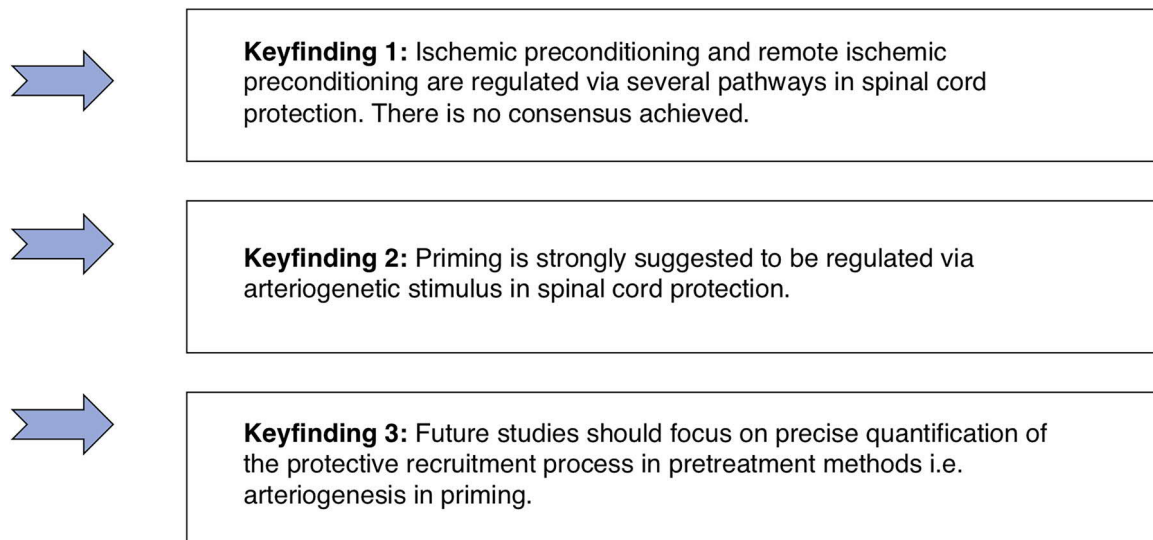 Keyfinding 1: Ischemic preconditioning and remote ischemic
preconditioning are regulated via several pathways in spinal cord
protection. There is no consensus achieved.
Keyfinding 2: Priming is strongly suggested to be regulated via
arteriogenetic stimulus in spinal cord protection.
Keyfinding 3: Future studies should focus on precise quantification of
the protective recruitment process in pretreatment methods i.e.
arteriogenesis in priming.